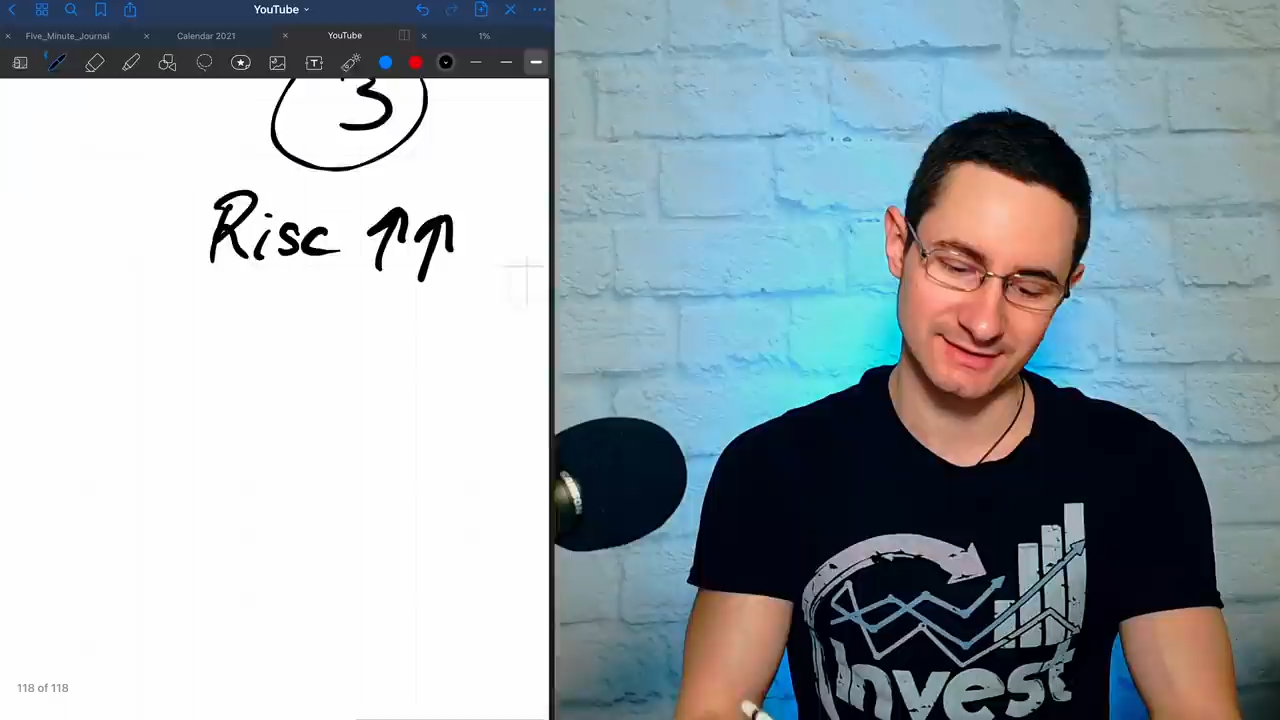 YouTube
Five_Minute_Journal
Calendar 2021
YouTube
1%
T
3
Risc ↑↑
118 of 118
Invest